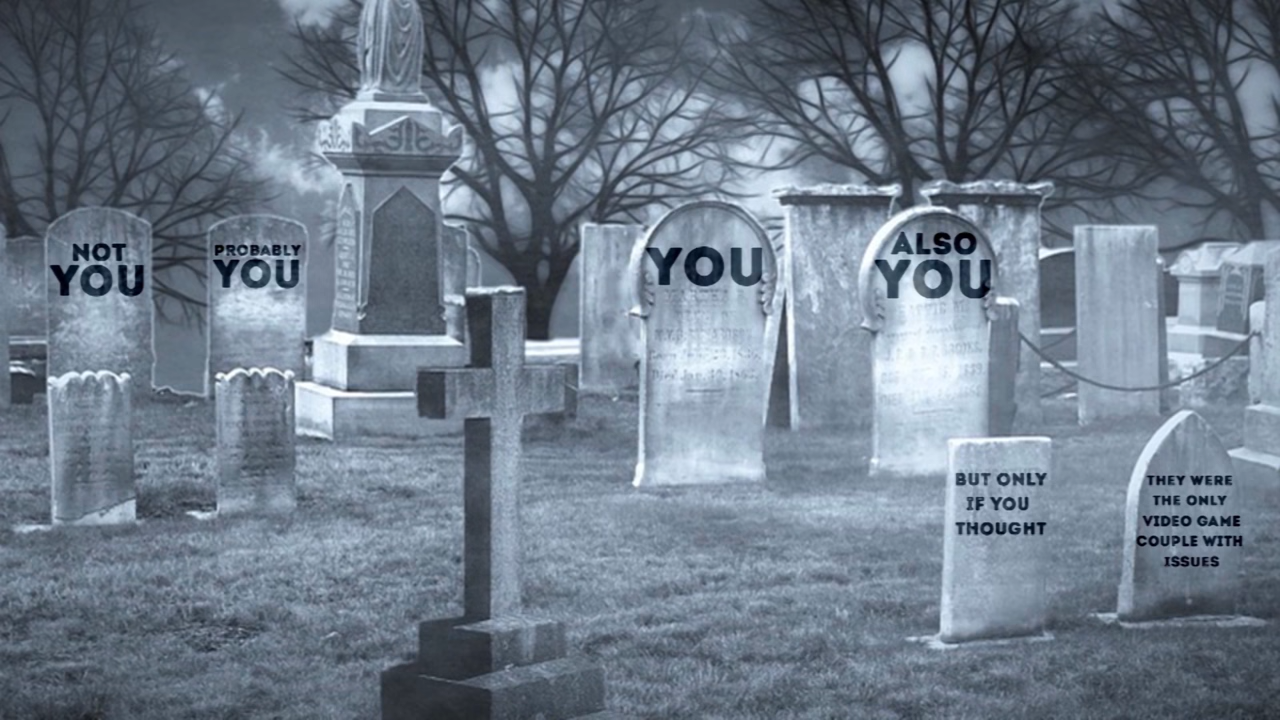 NOT
YOU
PROBABLY
YOU
YOU
ALSO
YOU
BUT ONLY
IF YOU
THOUGHT
THEY WERE
THE ONLY
VIDEO GAME
COUPLE WITH
ISSUES